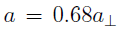 a = 0.68a⊥